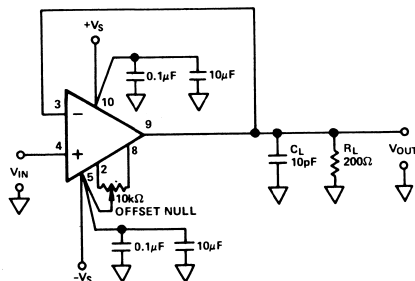 +VS
0.1μF
10μF
3
10
−
9
4
+
8
VIN
5
2
10kΩ
OFFSET NULL
CL
10pF
RL
200Ω
VOUT
0.1μF
10μF
-VS